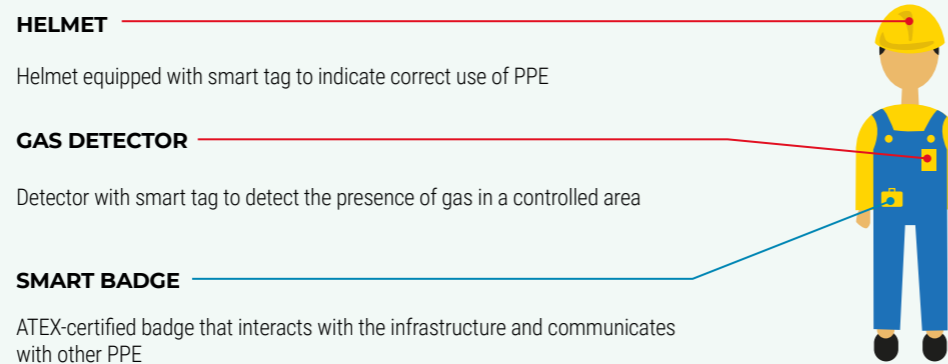 HELMET
Helmet equipped with smart tag to indicate correct use of PPE
GAS DETECTOR
Detector with smart tag to detect the presence of gas in a controlled area
SMART BADGE
ATEX-certified badge that interacts with the infrastructure and communicates
with other PPE